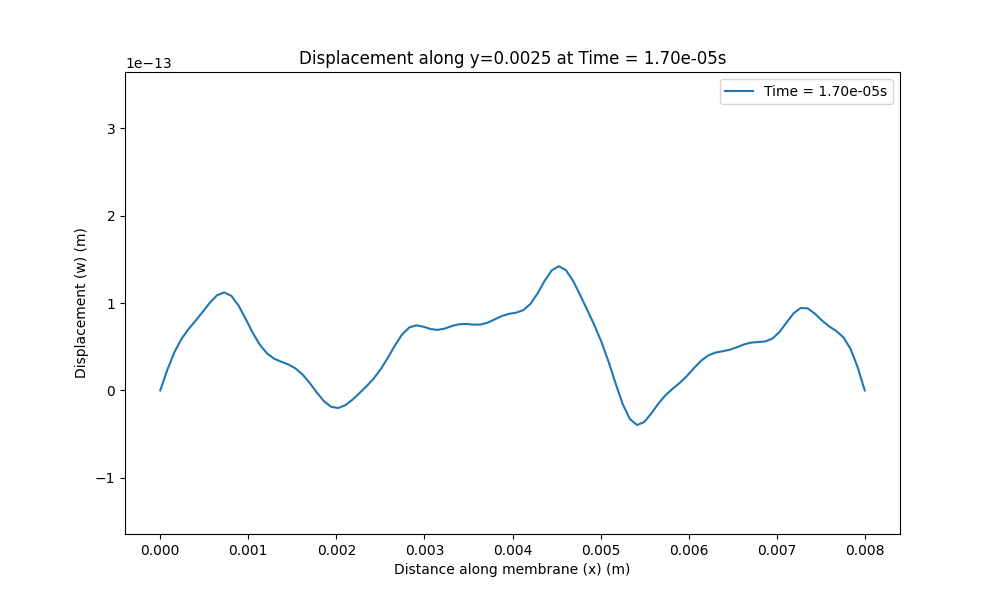 Displacement along y=0.0025 at Time = 1.70e-05s
1e−13
Time = 1.70e-05s
3
2
1
0
−1
Displacement (w) (m)
0.000 0.001 0.002 0.003 0.004 0.005 0.006 0.007 0.008
Distance along membrane (x) (m)